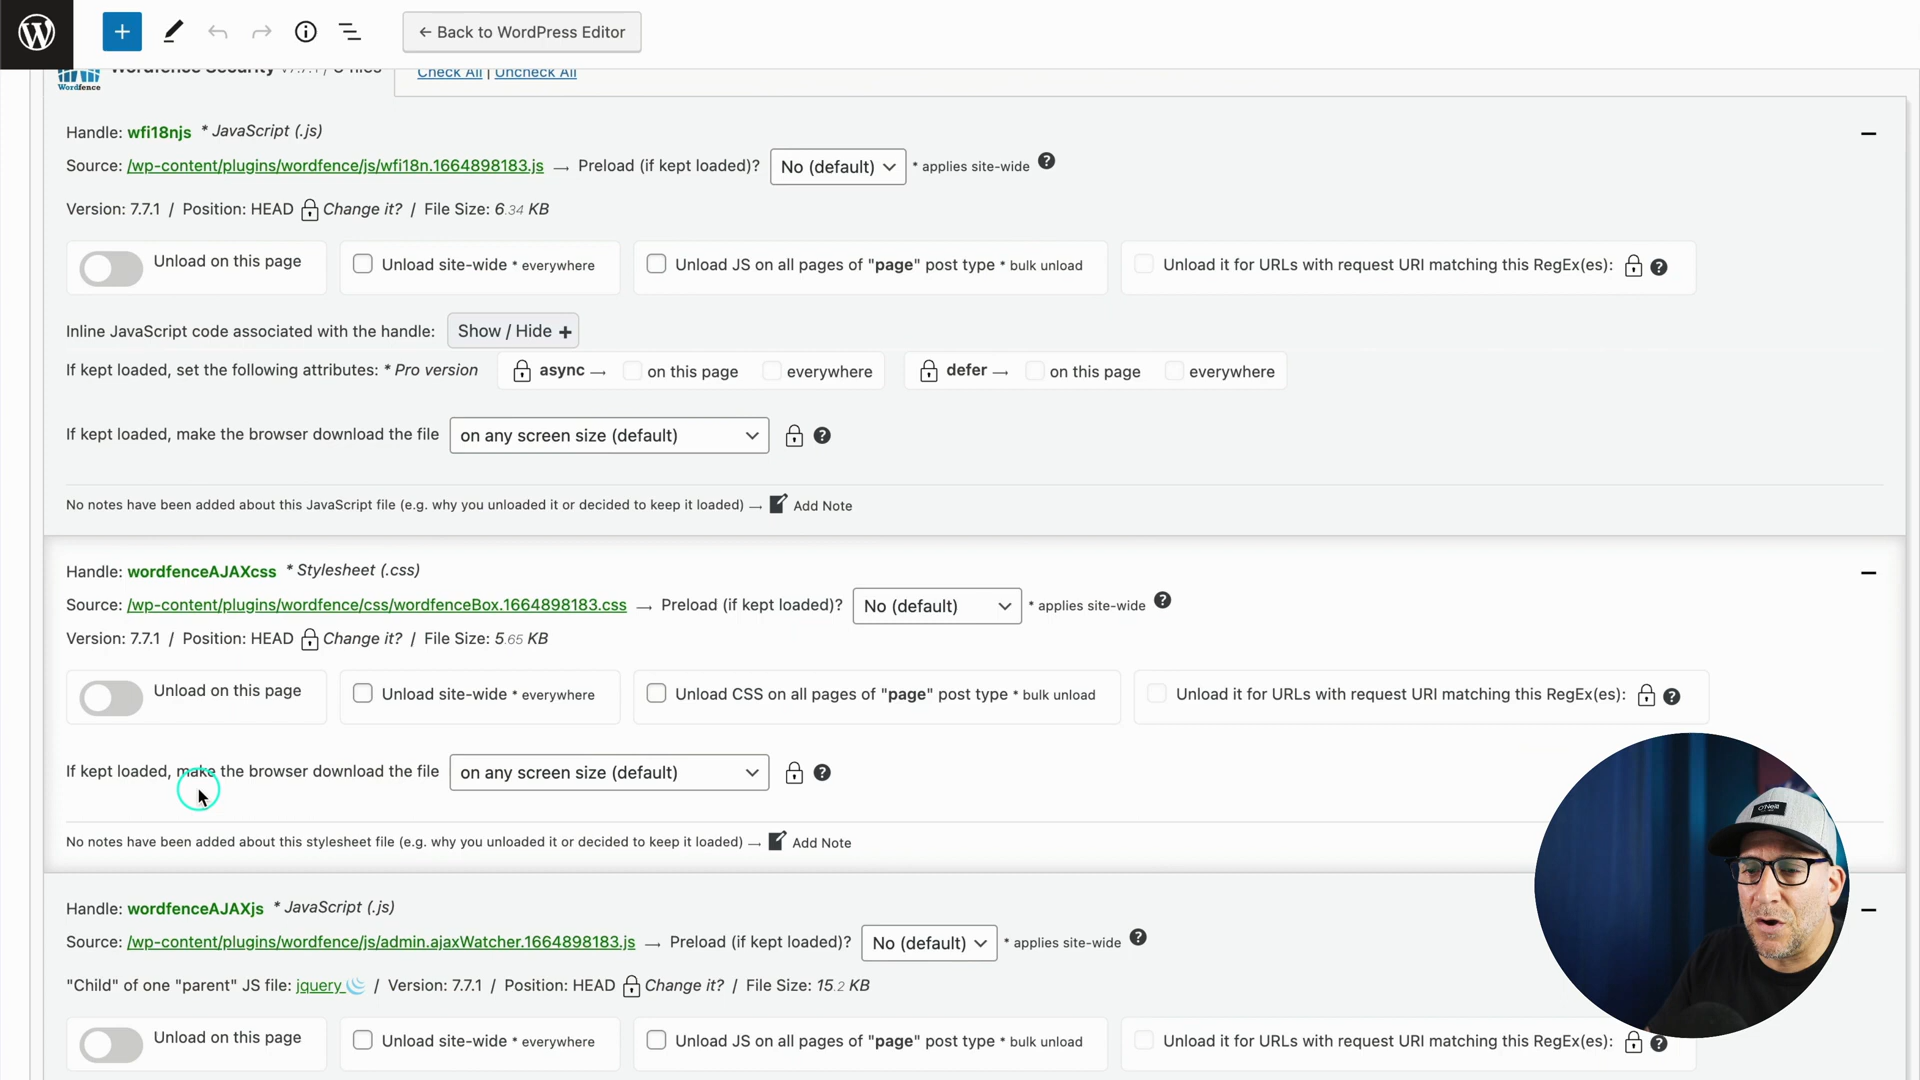 ← Back to WordPress Editor
Wordfence Security v7.7.1 / 3 files
Check All | Uncheck All
Wordfence
Handle: wfi18njs * JavaScript (.js)
Source: /wp-content/plugins/wordfence/js/wfi18n.1664898183.js → Preload (if kept loaded)? No (default) * applies site-wide ?
Version: 7.7.1 / Position: HEAD Change it? / File Size: 6.34 KB
Unload on this page Unload site-wide * everywhere Unload JS on all pages of "page" post type * bulk unload Unload it for URLs with request URI matching this RegEx(es): ?
Inline JavaScript code associated with the handle: Show / Hide +
If kept loaded, set the following attributes: * Pro version async → on this page everywhere defer → on this page everywhere
If kept loaded, make the browser download the file on any screen size (default) ?
No notes have been added about this JavaScript file (e.g. why you unloaded it or decided to keep it loaded) → Add Note
Handle: wordfenceAJAXcss * Stylesheet (.css)
Source: /wp-content/plugins/wordfence/css/wordfenceBox.1664898183.css → Preload (if kept loaded)? No (default) * applies site-wide ?
Version: 7.7.1 / Position: HEAD Change it? / File Size: 5.65 KB
Unload on this page Unload site-wide * everywhere Unload CSS on all pages of "page" post type * bulk unload Unload it for URLs with request URI matching this RegEx(es): ?
If kept loaded, make the browser download the file on any screen size (default) ?
No notes have been added about this stylesheet file (e.g. why you unloaded it or decided to keep it loaded) → Add Note
O'Neill
Handle: wordfenceAJAXjs * JavaScript (.js)
Source: /wp-content/plugins/wordfence/js/admin.ajaxWatcher.1664898183.js → Preload (if kept loaded)? No (default) * applies site-wide ?
"Child" of one "parent" JS file: jquery / Version: 7.7.1 / Position: HEAD Change it? / File Size: 15.2 KB
Unload on this page Unload site-wide * everywhere Unload JS on all pages of "page" post type * bulk unload Unload it for URLs with request URI matching this RegEx(es): ?